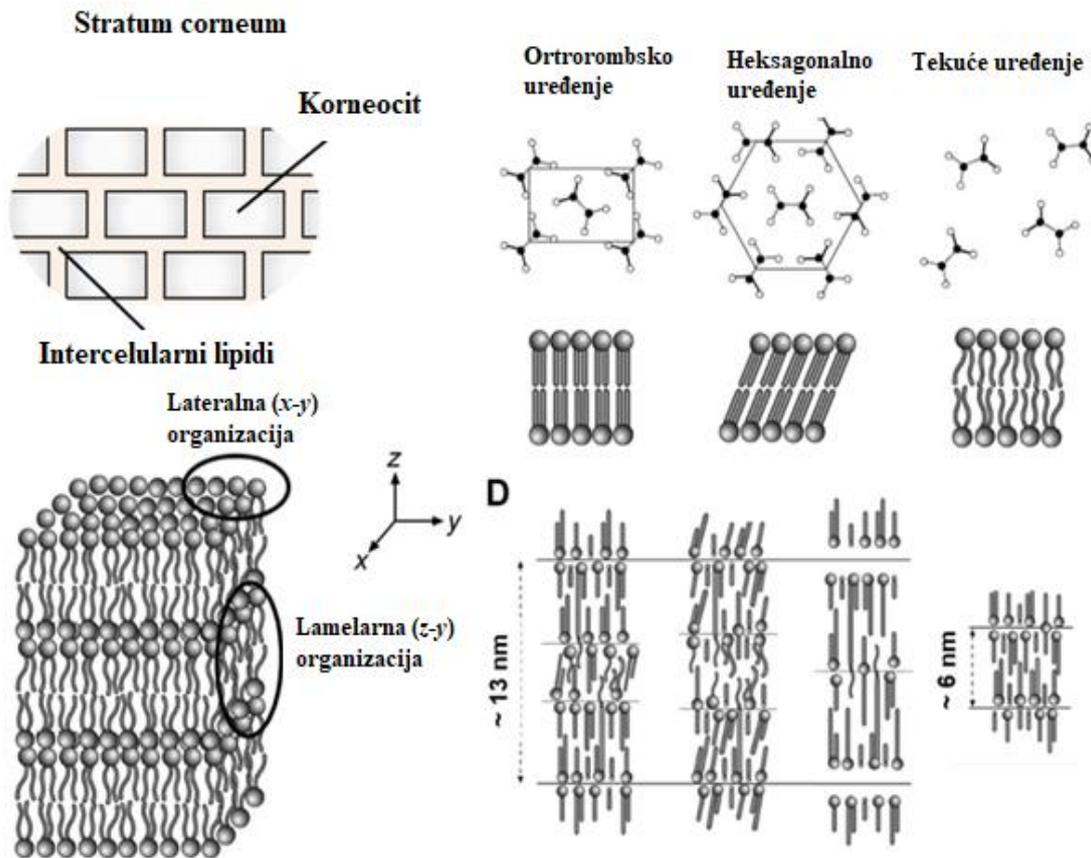 Stratum corneum
Korneocit
Intercelularni lipidi
Ortrorombsko
uređenje
Heksagonalno
uređenje
Tekuće uređenje
Lateralna (x-y)
organizacija
z
y
x
Lamelarna (z-y)
organizacija
D
~ 13 nm
~ 6 nm